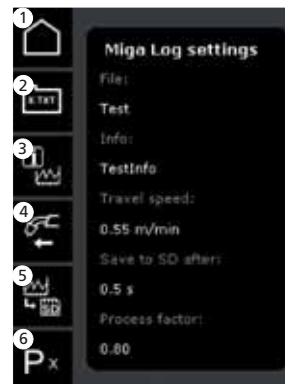 1
Miga Log settings
File:
2
X.TXT
Test
Info:
3
TestInfo
Travel speed:
4
0.55 m/min
Save to SD after:
5
0.5 s
SD
Process factor:
6
Px
0.80